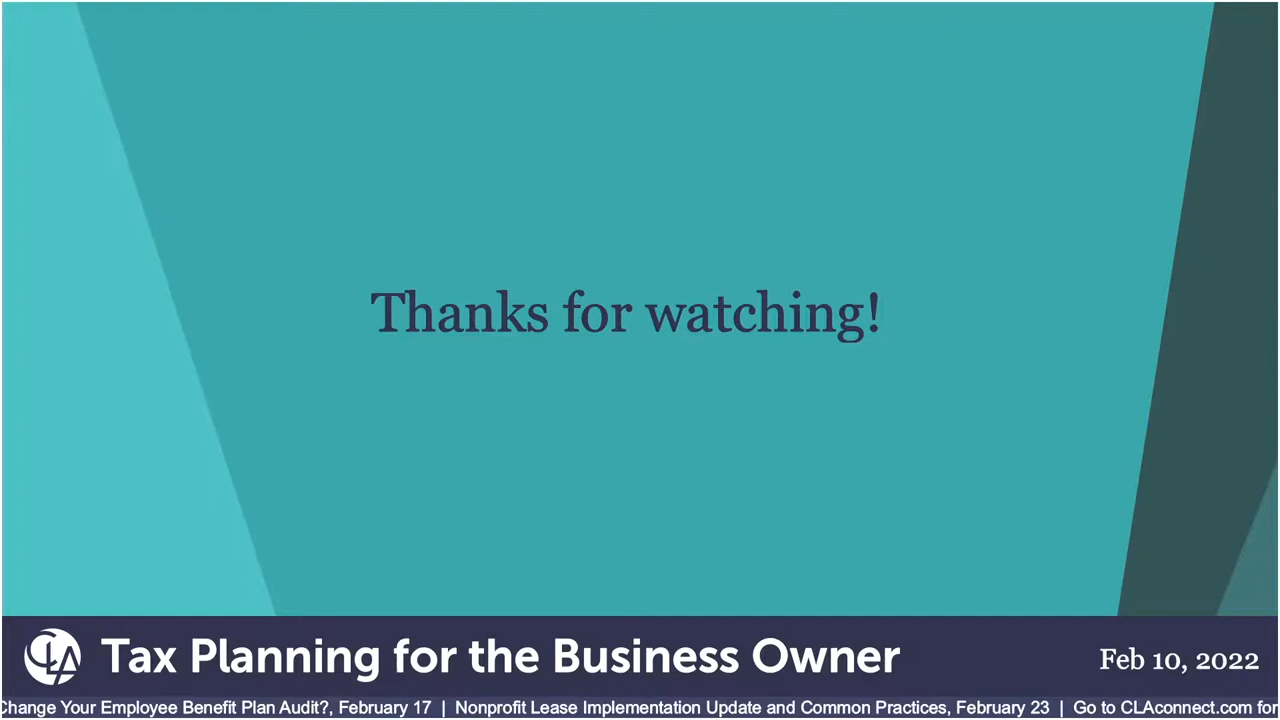 Thanks for watching!
CLA Tax Planning for the Business Owner
Feb 10, 2022
Change Your Employee Benefit Plan Audit?, February 17 | Nonprofit Lease Implementation Update and Common Practices, February 23 | Go to CLAconnect.com for